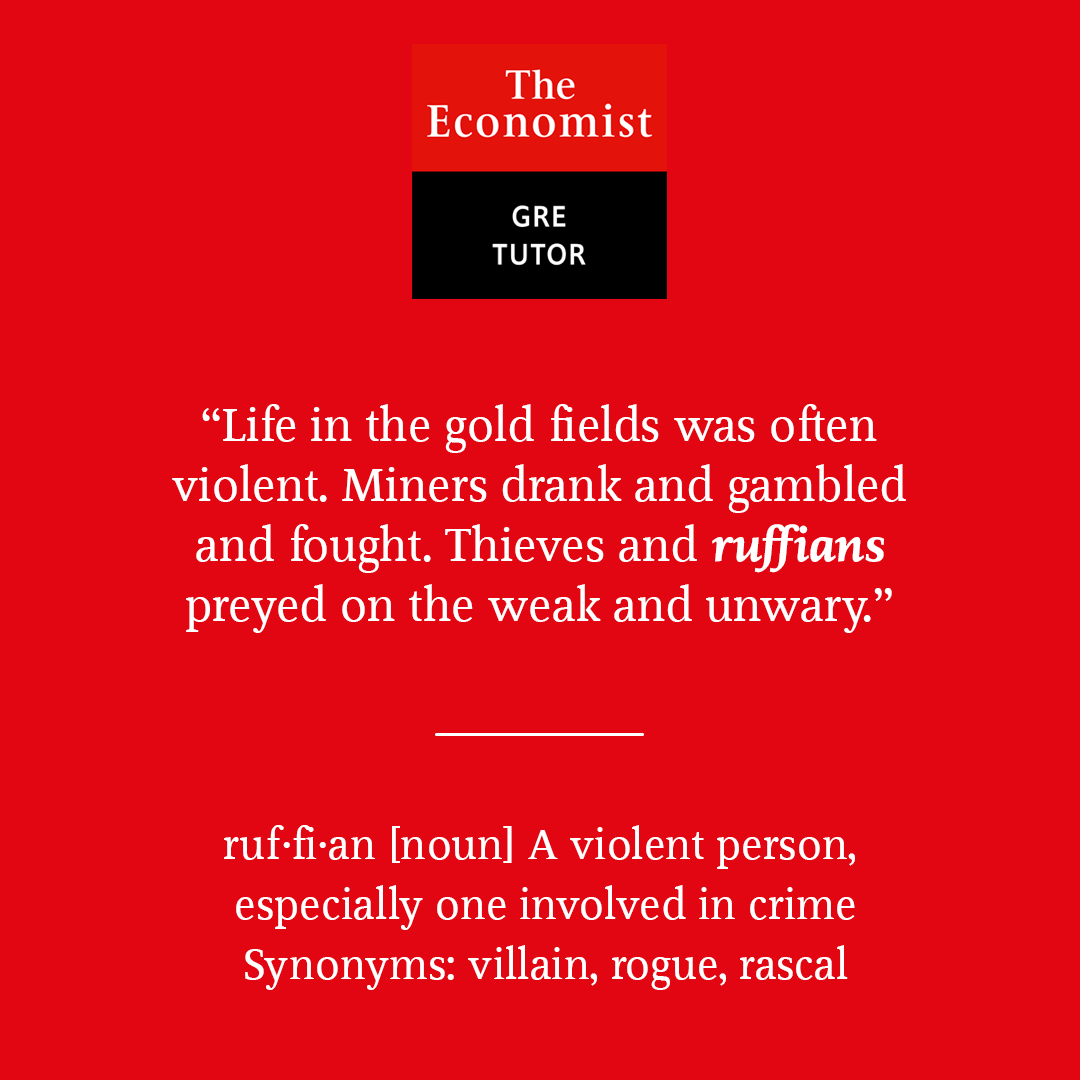 The
Economist
GRE
TUTOR
“Life in the gold fields was often
violent. Miners drank and gambled
and fought. Thieves and ruffians
preyed on the weak and unwary.”
ruf·fi·an [noun] A violent person,
especially one involved in crime
Synonyms: villain, rogue, rascal